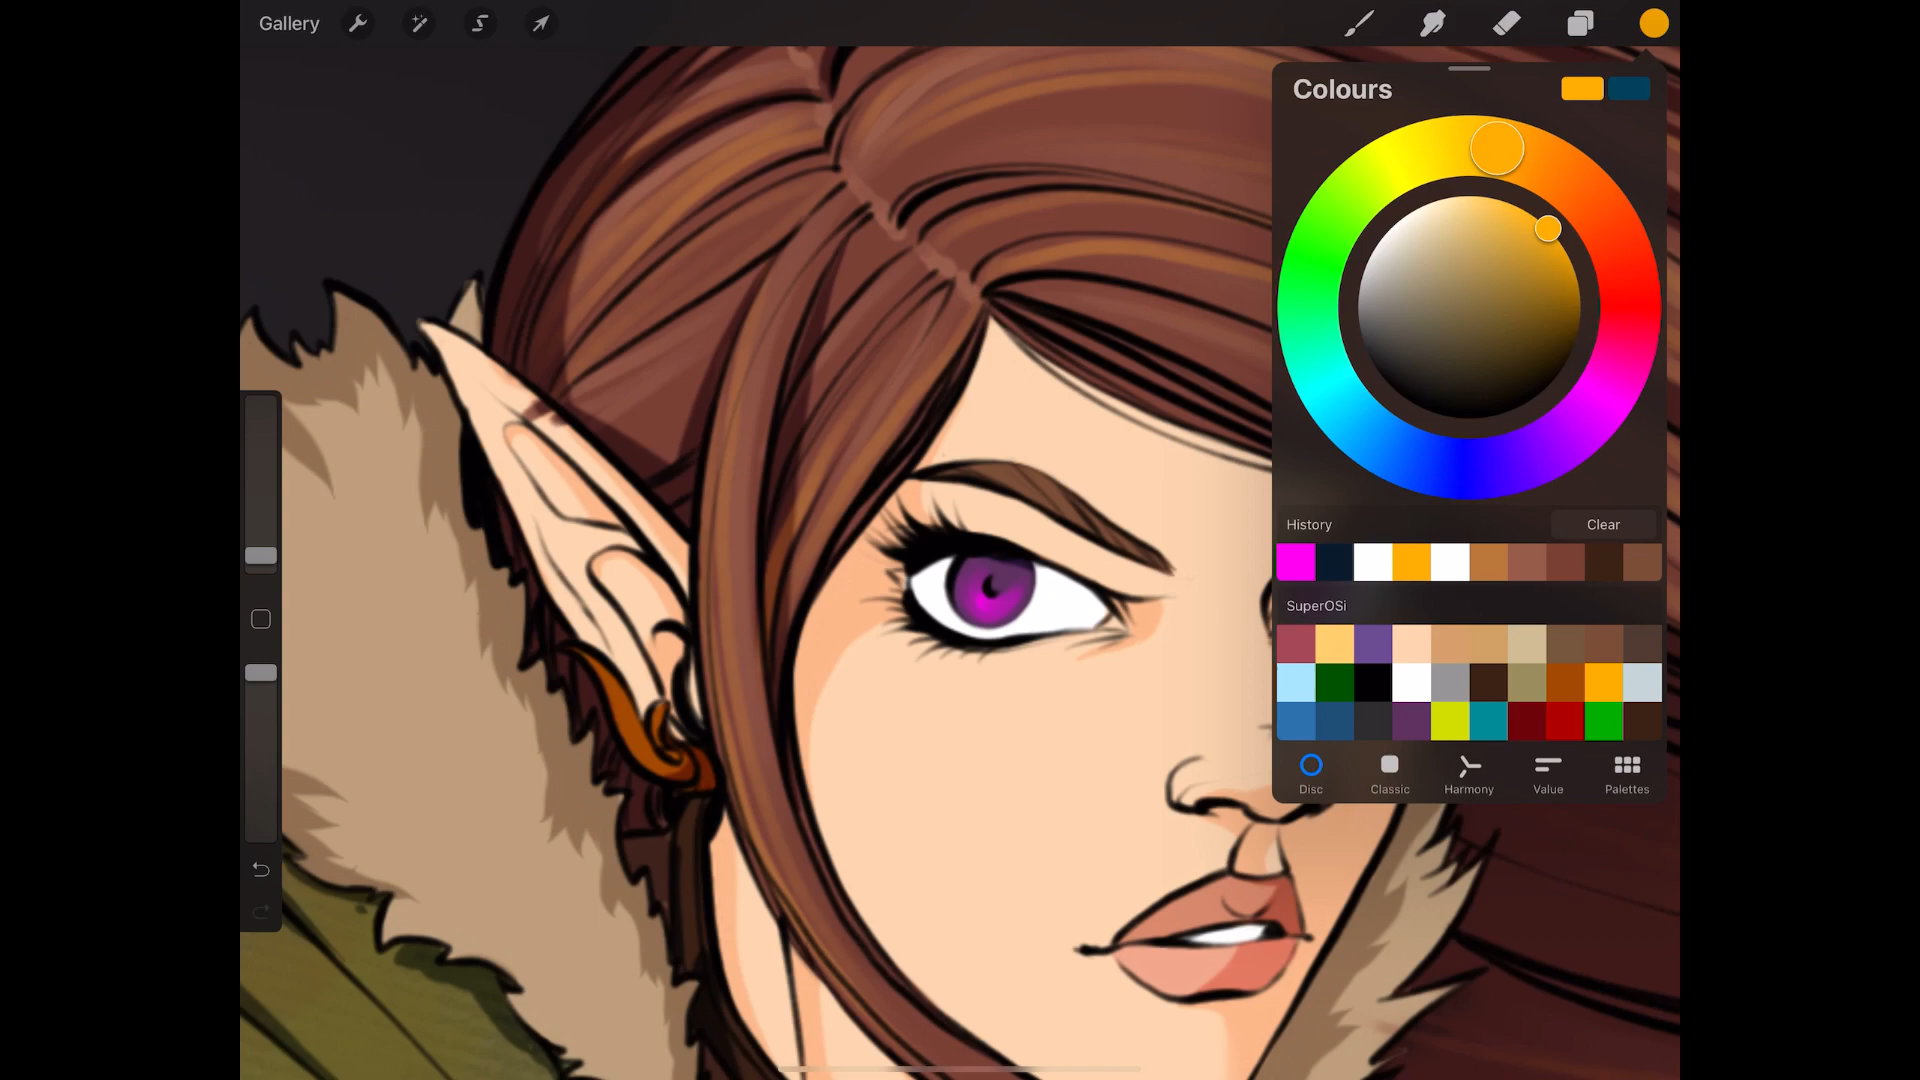 Gallery
Colours
History Clear
SuperOSi
Disc Classic Harmony Value Palettes